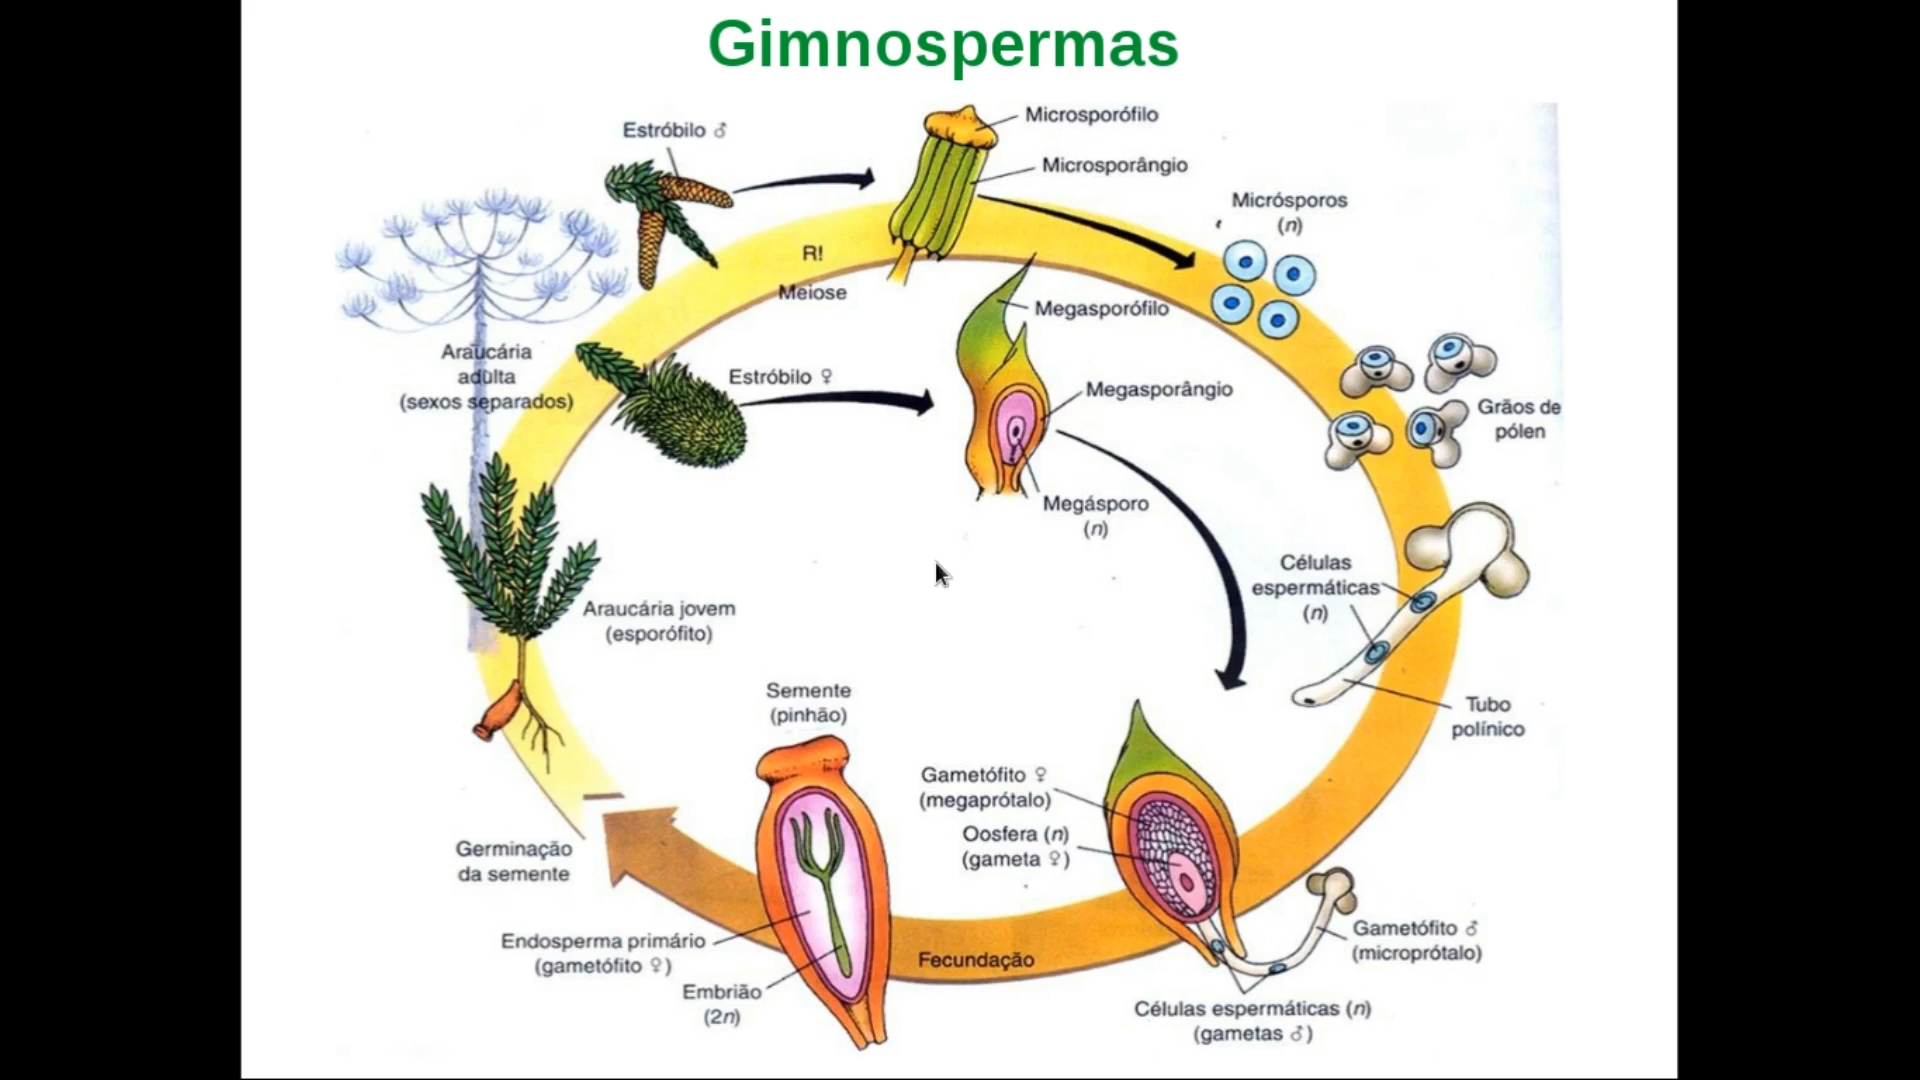 Gimnospermas
Estróbilo ♂
Microsporófilo
Microsporângio
Micrósporos
(n)
R!
Meiose
Megasporófilo
Araucária
adulta
(sexos separados)
Estróbilo ♀
Megasporângio
Grãos de
pólen
Megásporo
(n)
Células
espermáticas
(n)
Araucária jovem
(esporófito)
Tubo
polínico
Semente
(pinhão)
Gametófito ♀
(megaprótalo)
Oosfera (n)
(gameta ♀)
Germinação
da semente
Endosperma primário
(gametófito ♀)
Embrião
(2n)
Fecundação
Gametófito ♂
(microprótalo)
Células espermáticas (n)
(gametas ♂)